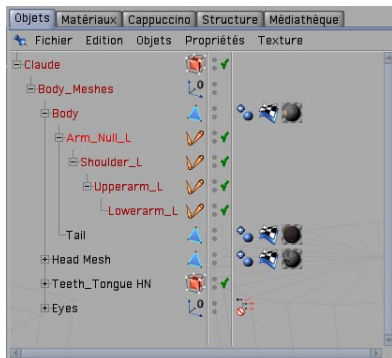 Objets Matériaux Cappuccino Structure Médiathèque
Fichier Edition Objets Propriétés Texture
Claude
Body_Meshes
Body
Arm_Null_L
Shoulder_L
Upperarm_L
Lowerarm_L
Tail
Head Mesh
Teeth_Tongue HN
Eyes